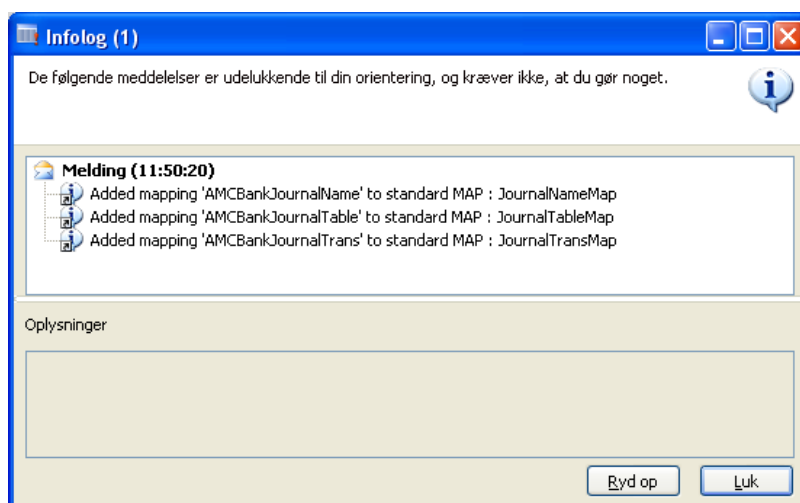 Infolog (1)
De følgende meddelelser er udelukkende til din orientering, og kræver ikke, at du gør noget.
Melding (11:50:20)
Added mapping 'AMCBankJournalName' to standard MAP : JournalNameMap
Added mapping 'AMCBankJournalTable' to standard MAP : JournalTableMap
Added mapping 'AMCBankJournalTrans' to standard MAP : JournalTransMap
Oplysninger
Ryd op
Luk